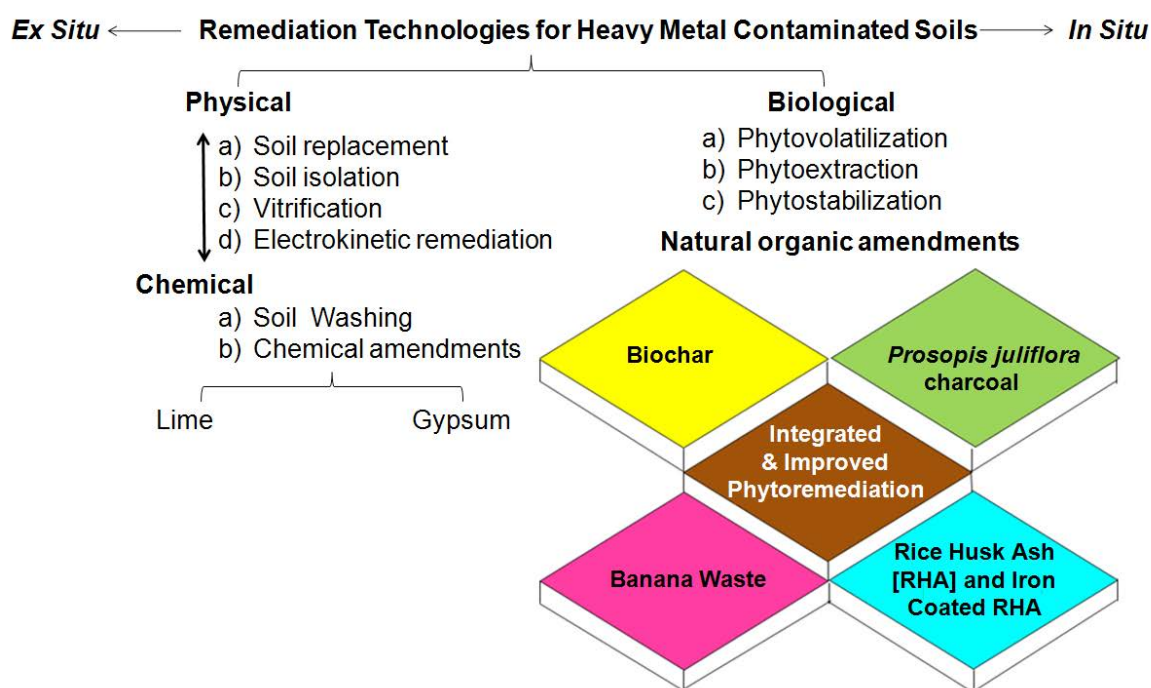 Ex Situ Remediation Technologies for Heavy Metal Contaminated Soils In Situ
Physical
a) Soil replacement
b) Soil isolation
c) Vitrification
d) Electrokinetic remediation
Chemical
a) Soil Washing
b) Chemical amendments
Lime Gypsum
Biological
a) Phytovolatilization
b) Phytoextraction
c) Phytostabilization
Natural organic amendments
Biochar
Prosopis juliflora
charcoal
Integrated
& Improved
Phytoremediation
Banana Waste
Rice Husk Ash
[RHA] and Iron
Coated RHA